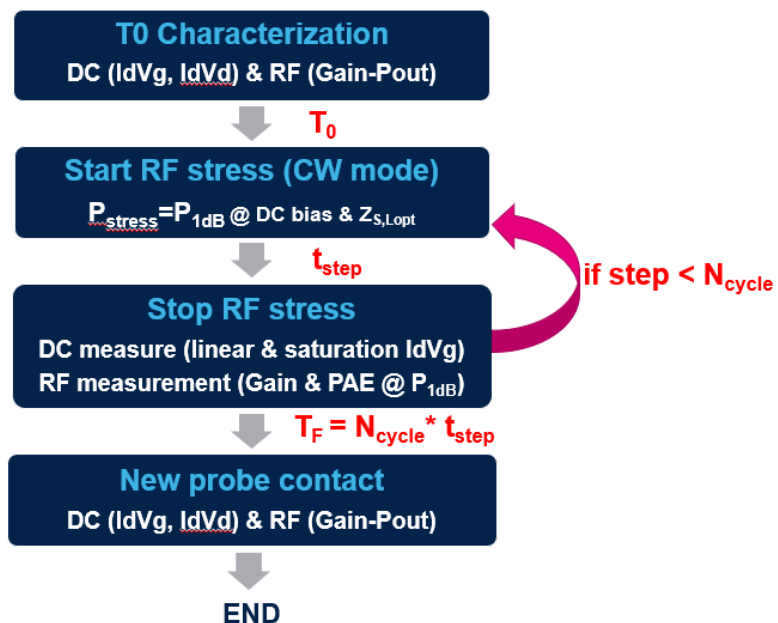 T0 Characterization
DC (IdVg, IdVd) & RF (Gain-Pout)
T0
Start RF stress (CW mode)
Pstress=P1dB @ DC bias & ZS,Lopt
tstep
if step < Ncycle
Stop RF stress
DC measure (linear & saturation IdVg)
RF measurement (Gain & PAE @ P1dB)
TF = Ncycle* tstep
New probe contact
DC (IdVg, IdVd) & RF (Gain-Pout)
END